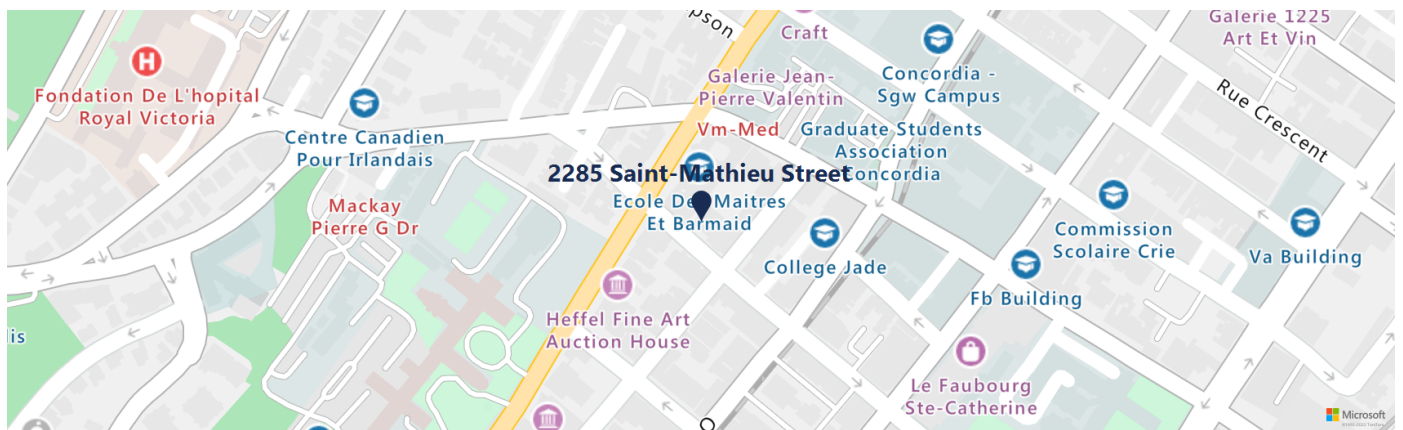 pson
Craft
Galerie 1225
Art Et Vin
Fondation De L'hopital
Royal Victoria
Galerie Jean-
Pierre Valentin
Concordia -
Sgw Campus
Rue Crescent
Centre Canadien
Pour Irlandais
Vm-Med
Graduate Students
Association
Concordia
2285 Saint-Mathieu Street
Ecole Des Maitres
Et Barmaid
Mackay
Pierre G Dr
College Jade
Commission
Scolaire Crie
Va Building
Fb Building
Heffel Fine Art
Auction House
is
Le Faubourg
Ste-Catherine
Microsoft